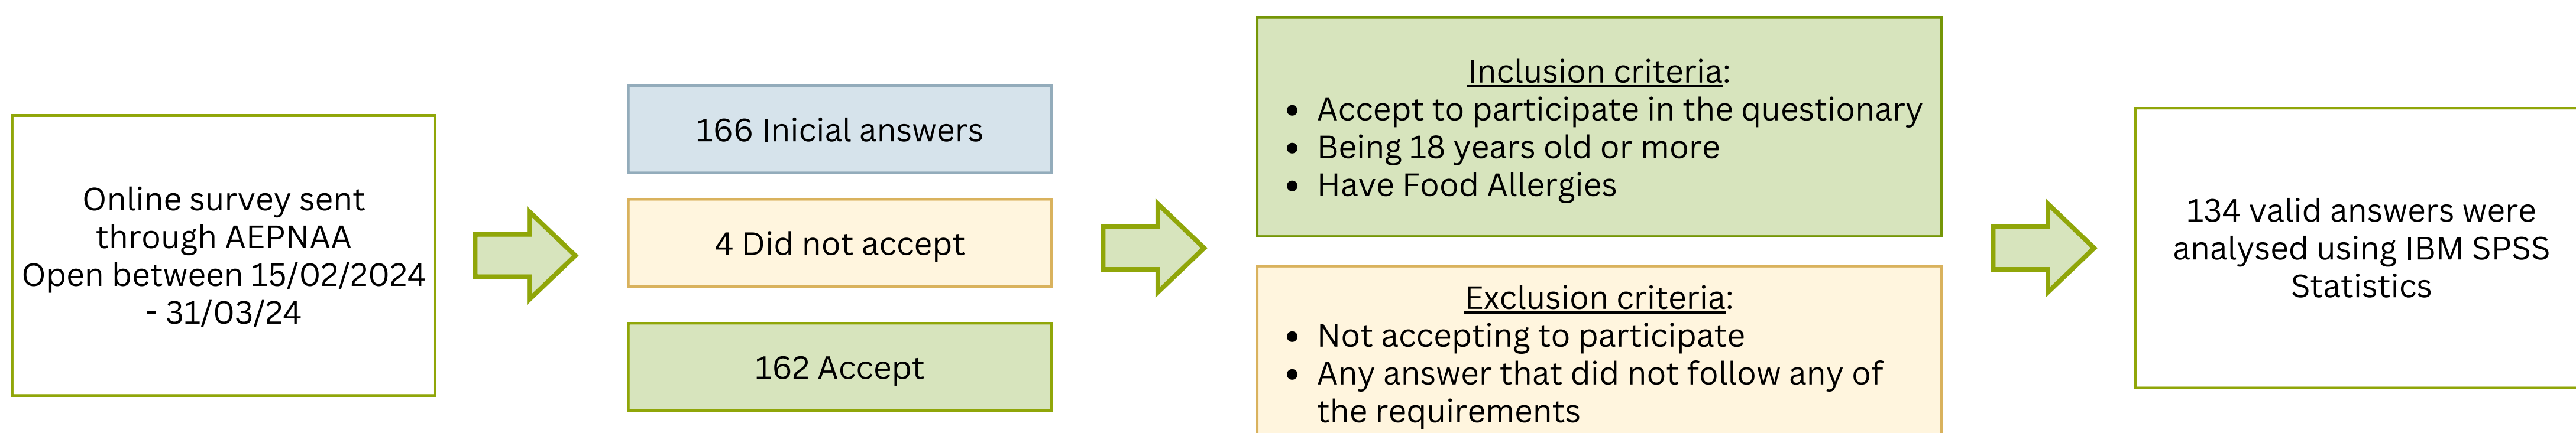 Online survey sent
through AEPNAA
Open between 15/02/2024
- 31/03/24
166 Inicial answers
4 Did not accept
162 Accept
Inclusion criteria:
• Accept to participate in the questionary
• Being 18 years old or more
• Have Food Allergies
Exclusion criteria:
• Not accepting to participate
• Any answer that did not follow any of
the requirements
134 valid answers were
analysed using IBM SPSS
Statistics